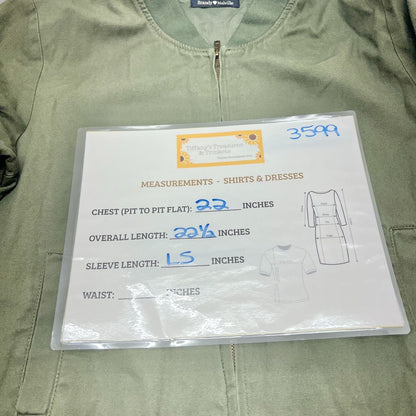 Brandy♥Melville
3599
Tiffany's Treasures
& Trinkets
MEASUREMENTS - SHIRTS & DRESSES
CHEST (PIT TO PIT FLAT): 22 INCHES
OVERALL LENGTH: 22½ INCHES
SLEEVE LENGTH: LS INCHES
WAIST: INCHES